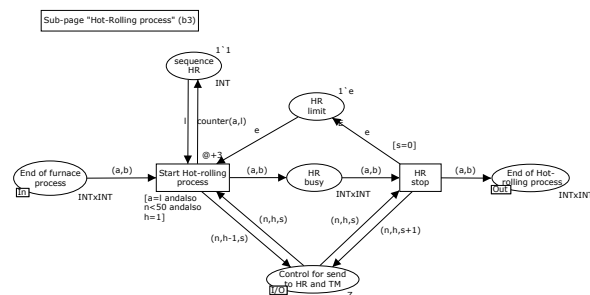 Sub-page "Hot-Rolling process" (b3)
1`1
sequence
HR
INT
1`e
HR
limit
E
l
counter(a,l)
e
e
@+3
[s=0]
End of furnace
process
In
INTxINT
(a,b)
Start Hot-rolling
process
(a,b)
HR
busy
INTxINT
(a,b)
HR
stop
(a,b)
End of Hot-
rolling process
Out
INTxINT
[a=l andalso
n<50 andalso
h=1]
(n,h,s)
(n,h,s)
(n,h-1,s)
(n,h,s+1)
Control for send
to HR and TM
I/O